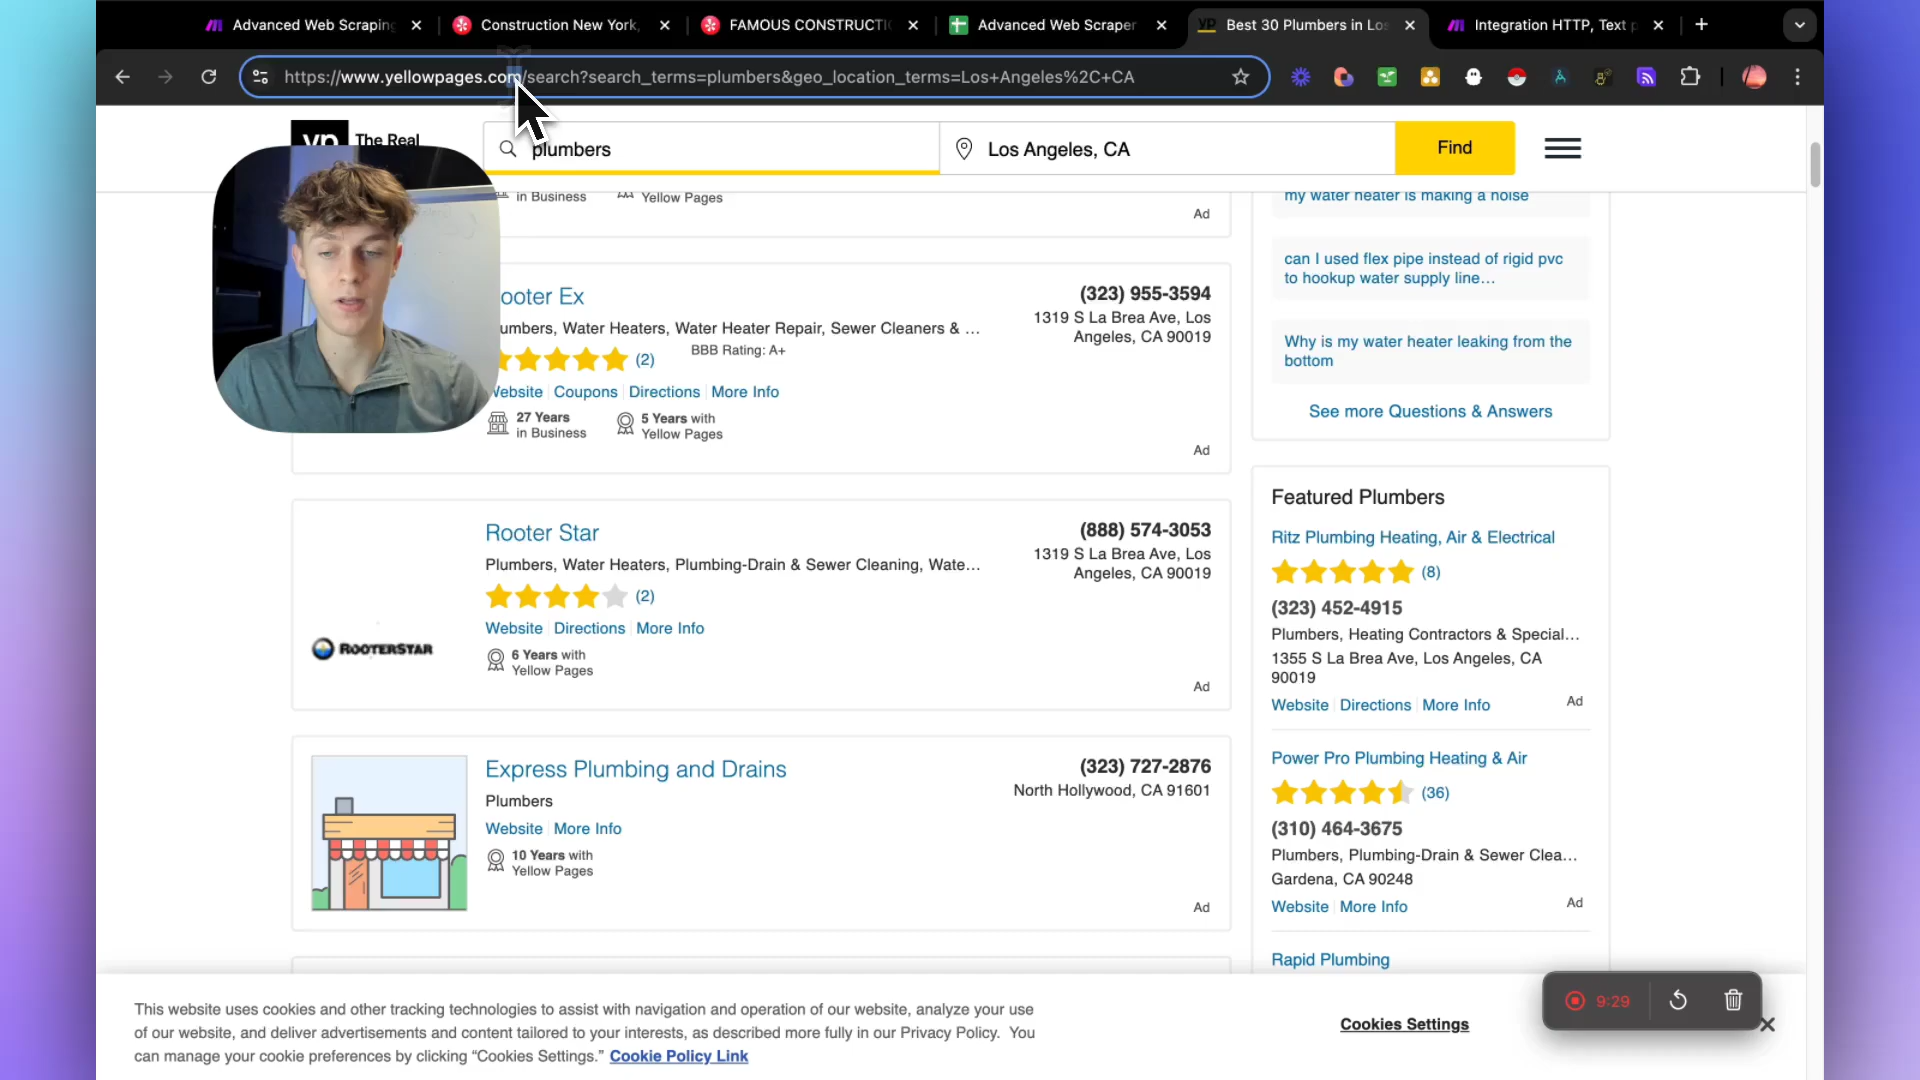 Advanced Web Scraping
Construction New York,
FAMOUS CONSTRUCTI
Advanced Web Scraper
Best 30 Plumbers in Los
Integration HTTP, Text p
https://www.yellowpages.com/search?search_terms=plumbers&geo_location_terms=Los+Angeles%2C+CA
yp The Real
plumbers
Los Angeles, CA
Find
in Business
Yellow Pages
Ad
ooter Ex
umbers, Water Heaters, Water Heater Repair, Sewer Cleaners & ...
(2)
BBB Rating: A+
Website Coupons Directions More Info
27 Years
in Business
5 Years with
Yellow Pages
(323) 955-3594
1319 S La Brea Ave, Los
Angeles, CA 90019
Ad
Rooter Star
Plumbers, Water Heaters, Plumbing-Drain & Sewer Cleaning, Wate...
(2)
Website Directions More Info
6 Years with
Yellow Pages
ROOTERSTAR
(888) 574-3053
1319 S La Brea Ave, Los
Angeles, CA 90019
Ad
Express Plumbing and Drains
Plumbers
Website More Info
10 Years with
Yellow Pages
(323) 727-2876
North Hollywood, CA 91601
Ad
my water heater is making a noise
can I used flex pipe instead of rigid pvc
to hookup water supply line...
Why is my water heater leaking from the
bottom
See more Questions & Answers
Featured Plumbers
Ritz Plumbing Heating, Air & Electrical
(8)
(323) 452-4915
Plumbers, Heating Contractors & Special...
1355 S La Brea Ave, Los Angeles, CA
90019
Website Directions More Info
Ad
Power Pro Plumbing Heating & Air
(36)
(310) 464-3675
Plumbers, Plumbing-Drain & Sewer Clea...
Gardena, CA 90248
Website More Info
Ad
Rapid Plumbing
This website uses cookies and other tracking technologies to assist with navigation and operation of our website, analyze your use
of our website, and deliver advertisements and content tailored to your interests, as described more fully in our Privacy Policy. You
can manage your cookie preferences by clicking “Cookies Settings.” Cookie Policy Link
Cookies Settings
9:29